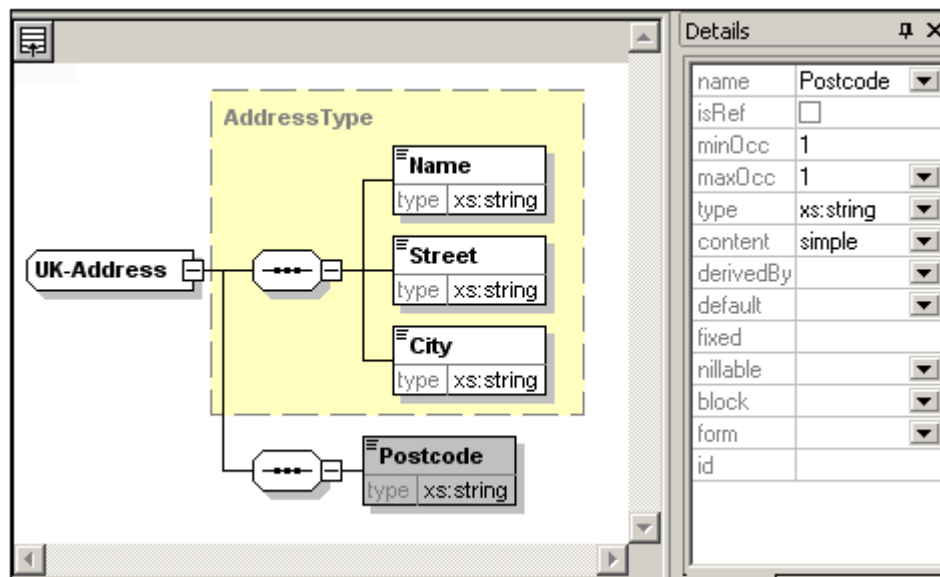 AddressType
Name
type xs:string
Street
type xs:string
UK-Address
City
type xs:string
Postcode
type xs:string
Details
name Postcode
isRef
minOcc 1
maxOcc 1
type xs:string
content simple
derivedBy
default
fixed
nillable
block
form
id